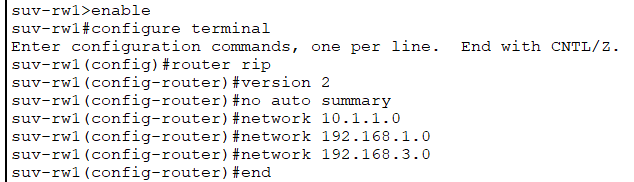 suv-rw1>enable
suv-rw1#configure terminal
Enter configuration commands, one per line.  End with CNTL/Z.
suv-rw1(config)#router rip
suv-rw1(config-router)#version 2
suv-rw1(config-router)#no auto summary
suv-rw1(config-router)#network 10.1.1.0
suv-rw1(config-router)#network 192.168.1.0
suv-rw1(config-router)#network 192.168.3.0
suv-rw1(config-router)#end